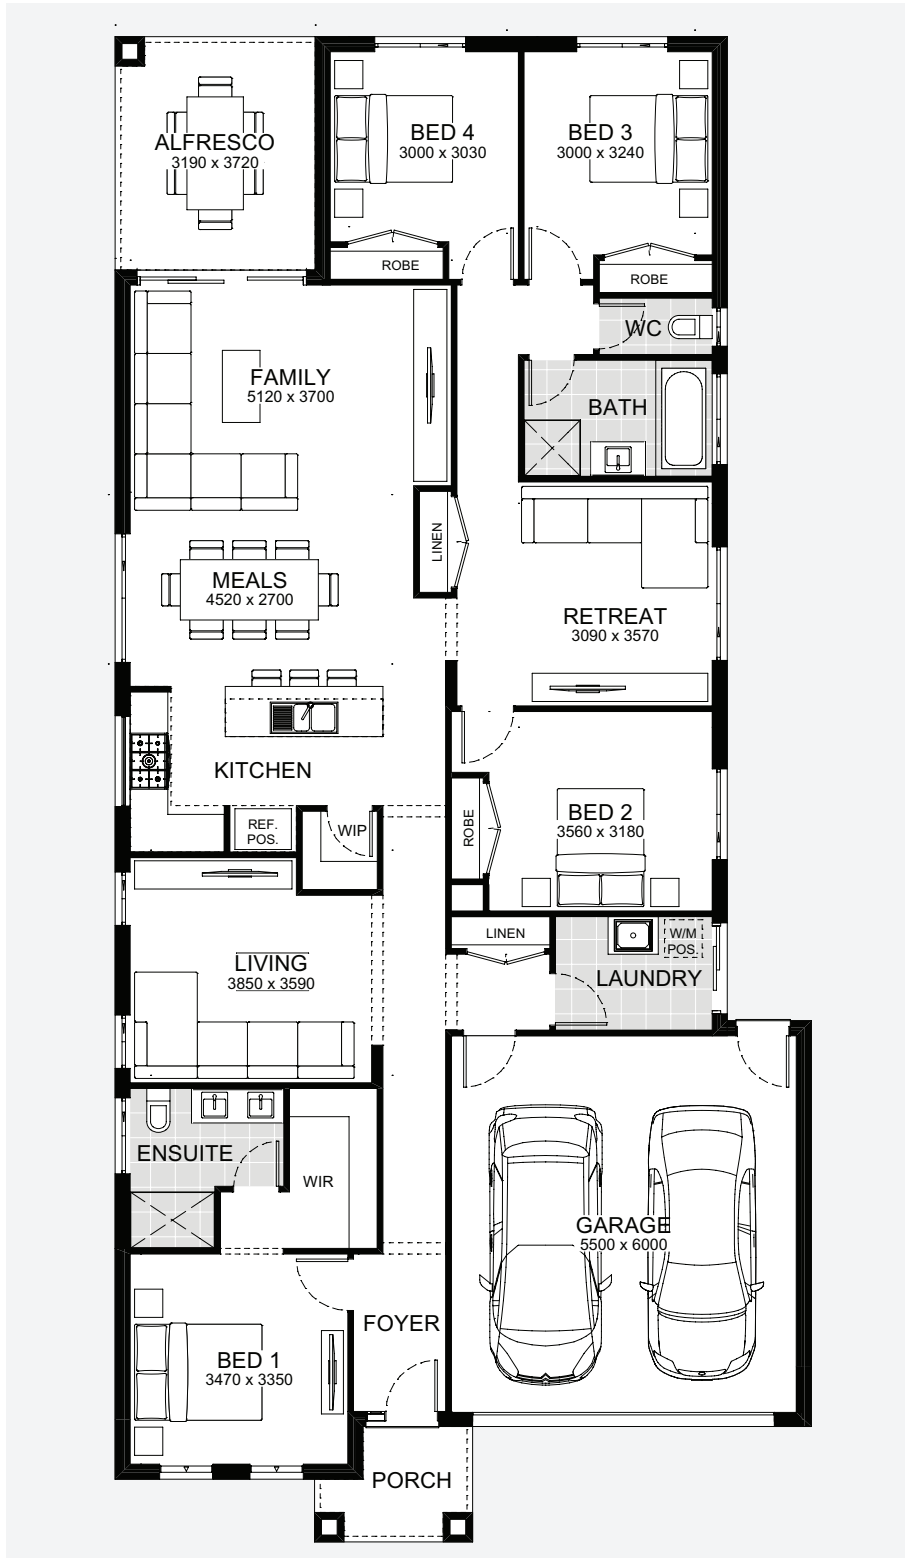 ALFRESCO
3190 x 3720
BED 4
3000 x 3030
BED 3
3000 x 3240
ROBE
ROBE
WC
FAMILY
5120 x 3700
BATH
LINEN
MEALS
4520 x 2700
RETREAT
3090 x 3570
KITCHEN
REF.
POS.
WIP
ROBE
BED 2
3560 x 3180
LINEN
W/M
POS.
LAUNDRY
LIVING
3850 x 3590
ENSUITE
WIR
GARAGE
5500 x 6000
FOYER
BED 1
3470 x 3350
PORCH